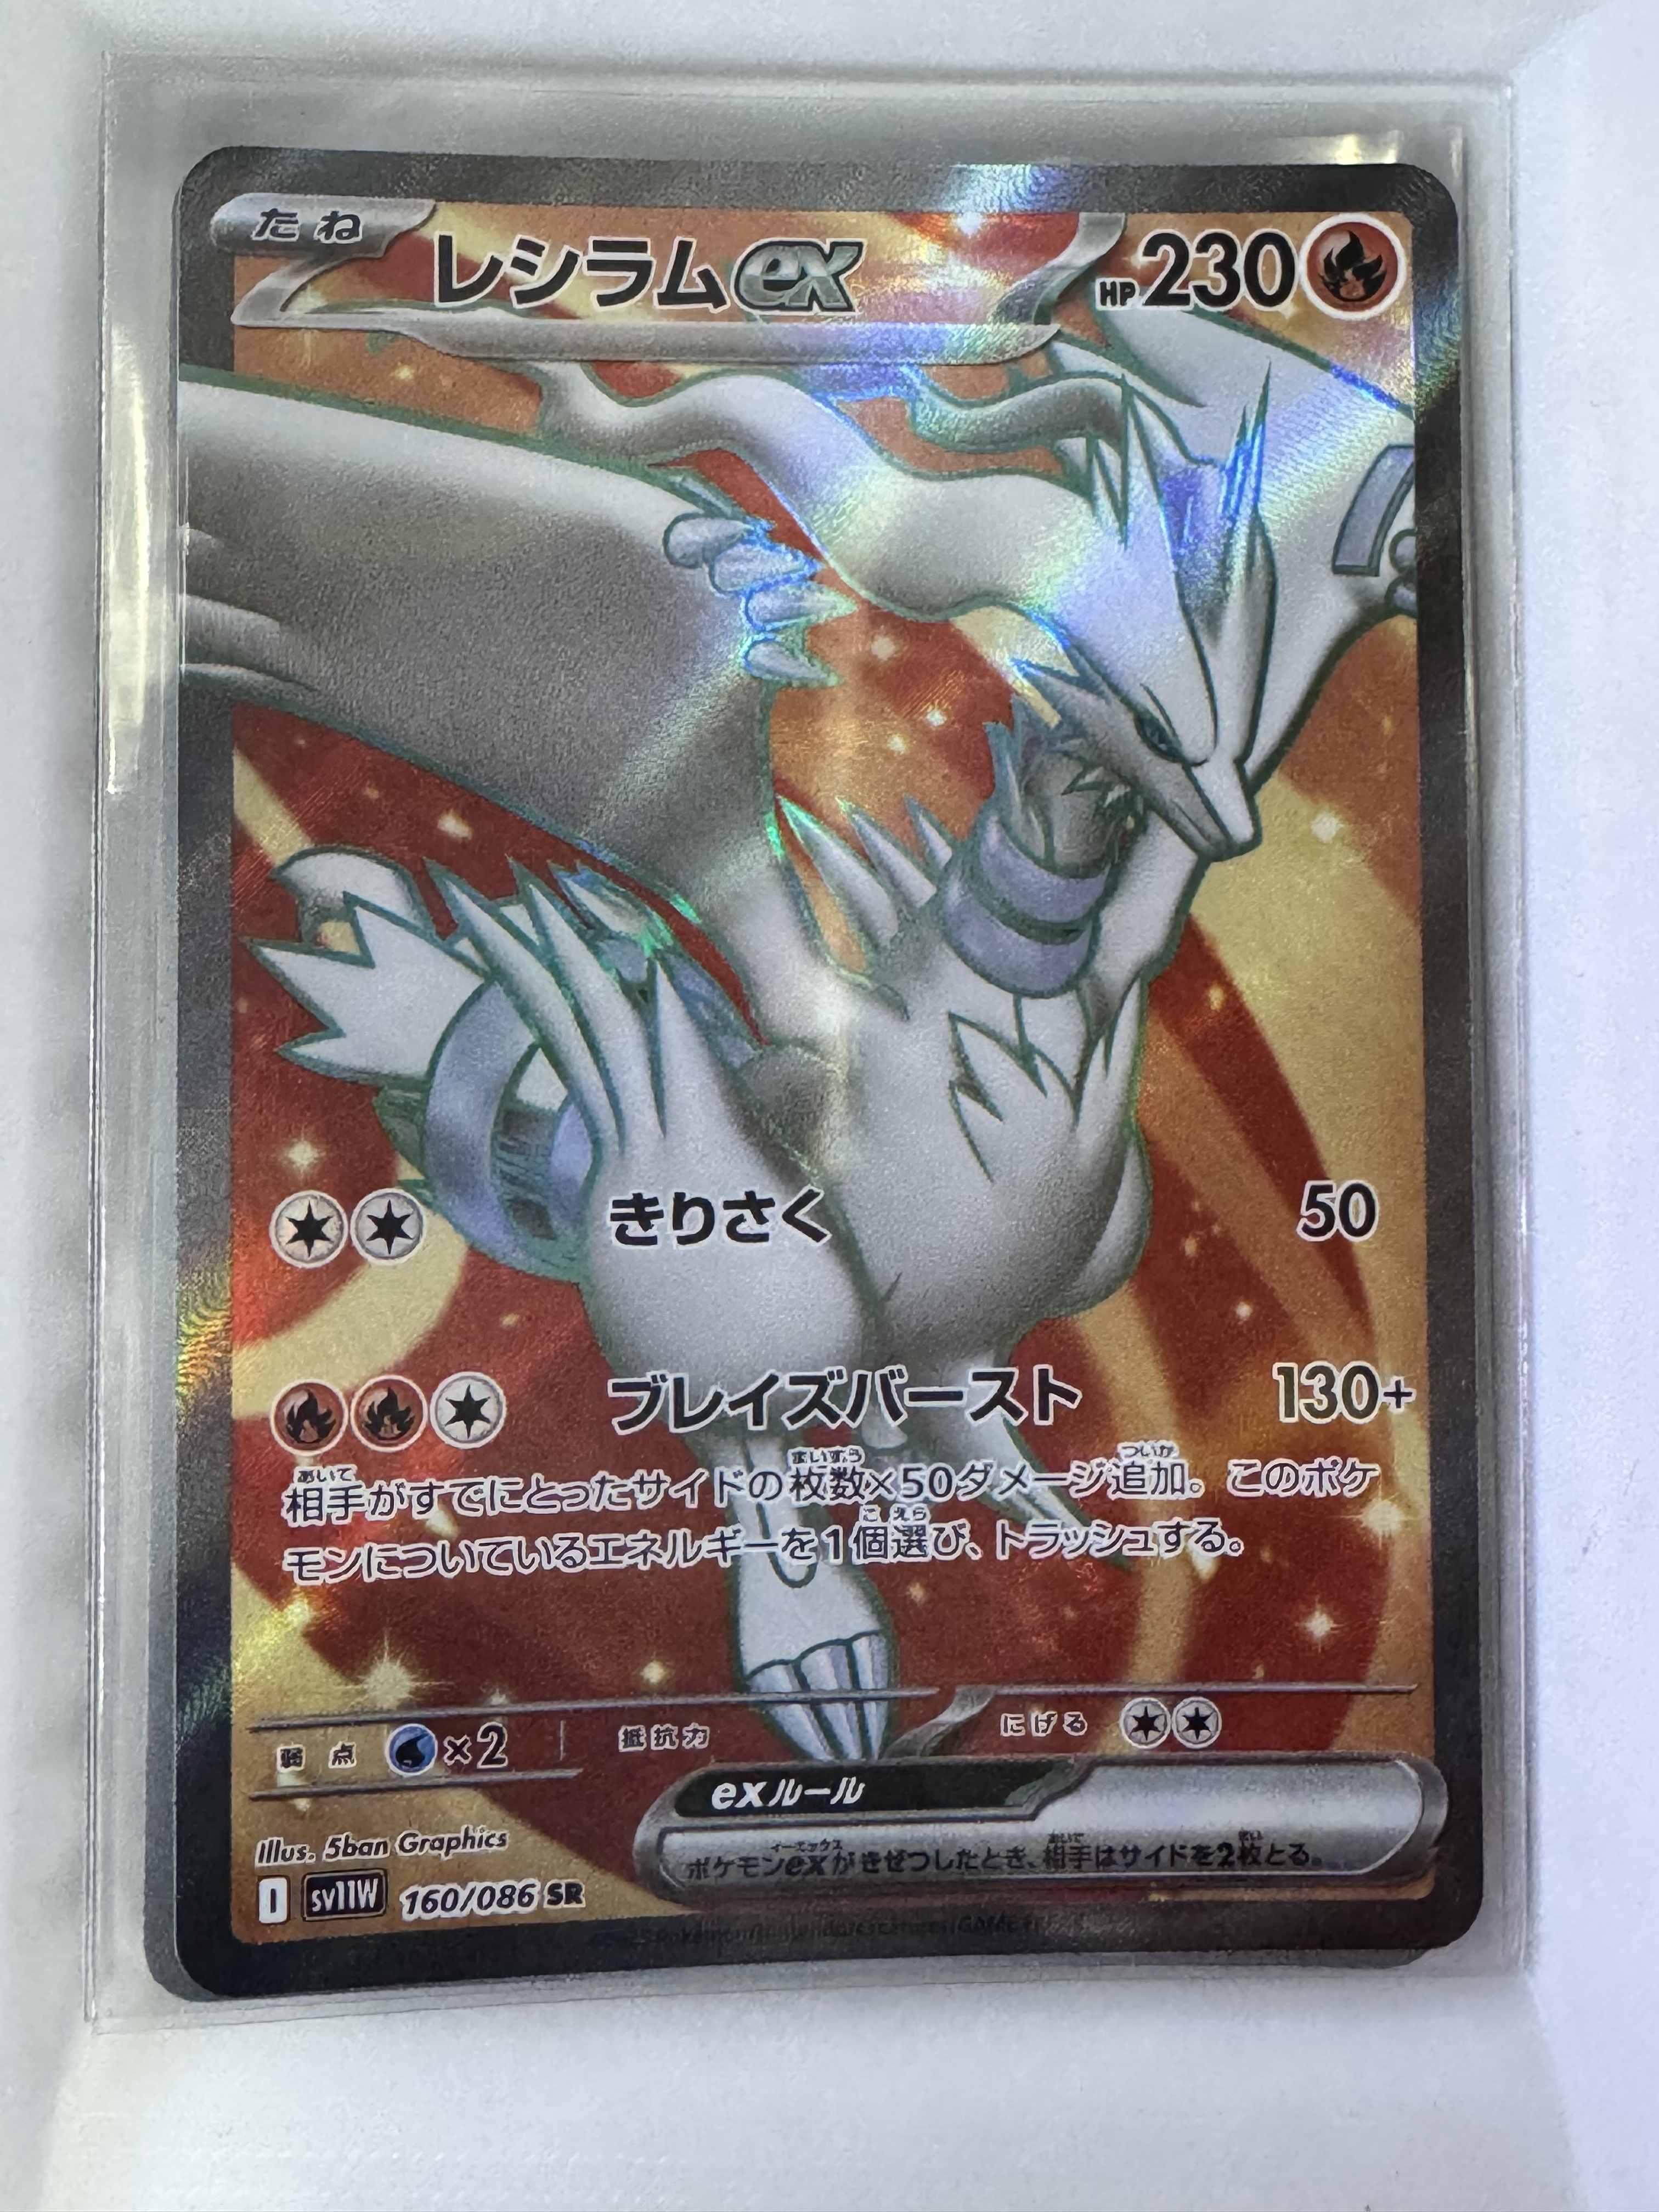 たね
レシラムex HP230
きりさく 50
ブレイズバースト 130+
相手がすでにとったサイドの枚数×50ダメージ追加。このポケ
モンについているエネルギーを1個選び、トラッシュする。
弱点 ×2 抵抗力 にげる
exルール
ポケモンexがきぜつしたとき、相手はサイドを2枚とる。
Illus. 5ban Graphics
I sv11W 160/086 SR